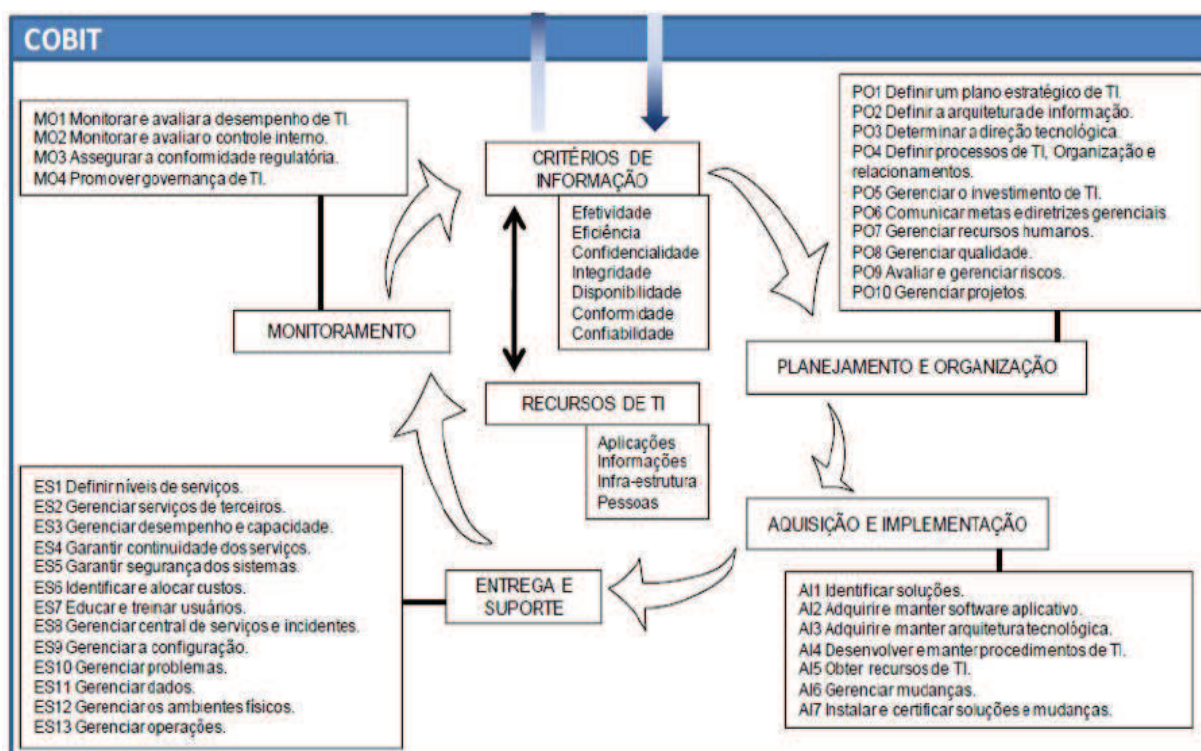 COBIT
MO1 Monitorar e avaliar a desempenho de TI.
MO2 Monitorar e avaliar o controle interno.
MO3 Assegurar a conformidade regulatória.
MO4 Promover governança de TI.
MONITORAMENTO
CRITÉRIOS DE
INFORMAÇÃO
Efetividade
Eficiência
Confidencialidade
Integridade
Disponibilidade
Conformidade
Confiabilidade
PO1 Definir um plano estratégico de TI.
PO2 Definir a arquitetura de informação.
PO3 Determinar a direção tecnológica.
PO4 Definir processos de TI, Organização e
relacionamentos.
PO5 Gerenciar o investimento de TI.
PO6 Comunicar metas e diretrizes gerenciais.
PO7 Gerenciar recursos humanos.
PO8 Gerenciar qualidade.
PO9 Avaliar e gerenciar riscos.
PO10 Gerenciar projetos.
PLANEJAMENTO E ORGANIZAÇÃO
RECURSOS DE TI
Aplicações
Informações
Infra-estrutura
Pessoas
AQUISIÇÃO E IMPLEMENTAÇÃO
AI1 Identificar soluções.
AI2 Adquirir e manter software aplicativo.
AI3 Adquirir e manter arquitetura tecnológica.
AI4 Desenvolver e manter procedimentos de TI.
AI5 Obter recursos de TI.
AI6 Gerenciar mudanças.
AI7 Instalar e certificar soluções e mudanças.
ENTREGA E
SUPORTE
ES1 Definir níveis de serviços.
ES2 Gerenciar serviços de terceiros.
ES3 Gerenciar desempenho e capacidade.
ES4 Garantir continuidade dos serviços.
ES5 Garantir segurança dos sistemas.
ES6 Identificar e alocar custos.
ES7 Educar e treinar usuários.
ES8 Gerenciar central de serviços e incidentes.
ES9 Gerenciar a configuração.
ES10 Gerenciar problemas.
ES11 Gerenciar dados.
ES12 Gerenciar os ambientes físicos.
ES13 Gerenciar operações.